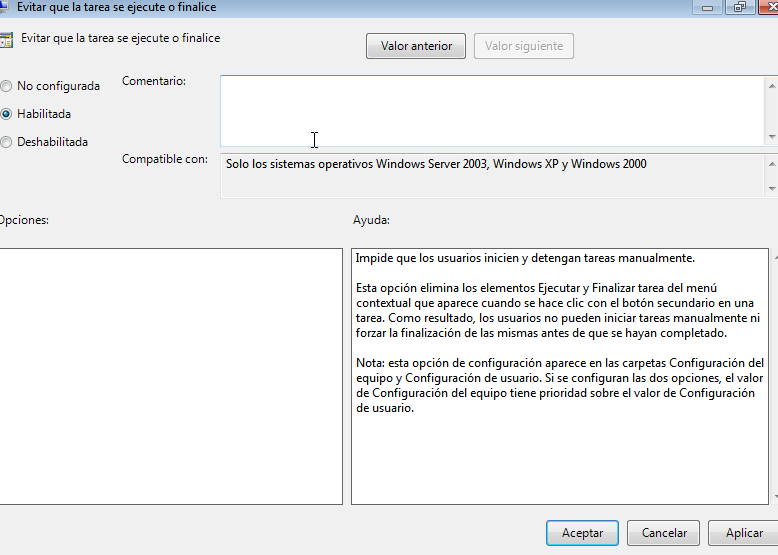 Evitar que la tarea se ejecute o finalice
Evitar que la tarea se ejecute o finalice
Valor anterior
Valor siguiente
No configurada
Habilitada
Deshabilitada
Comentario:
Compatible con:
Solo los sistemas operativos Windows Server 2003, Windows XP y Windows 2000
Opciones:
Ayuda:
Impide que los usuarios inicien y detengan tareas manualmente.
Esta opción elimina los elementos Ejecutar y Finalizar tarea del menú
contextual que aparece cuando se hace clic con el botón secundario en una
tarea. Como resultado, los usuarios no pueden iniciar tareas manualmente ni
forzar la finalización de las mismas antes de que se hayan completado.
Nota: esta opción de configuración aparece en las carpetas Configuración del
equipo y Configuración de usuario. Si se configuran las dos opciones, el valor
de Configuración del equipo tiene prioridad sobre el valor de Configuración
de usuario.
Aceptar
Cancelar
Aplicar